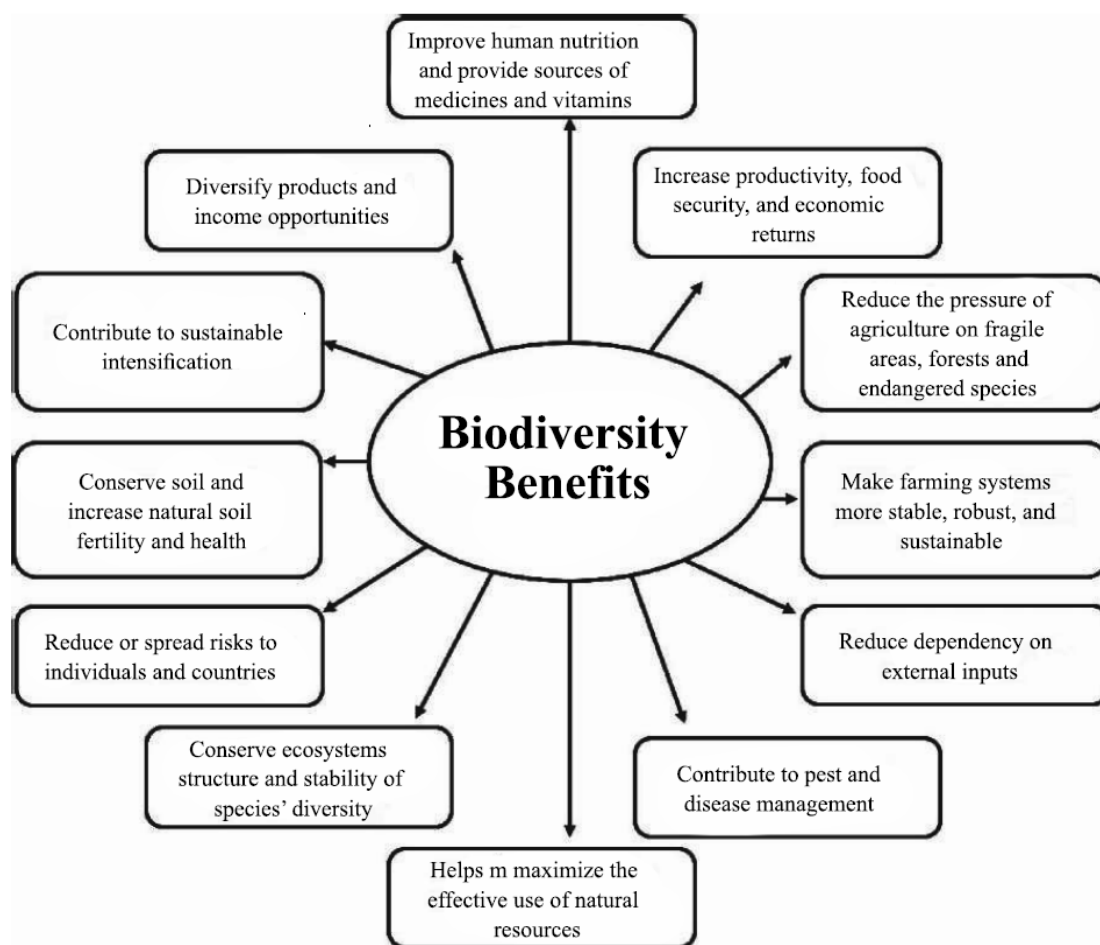 Improve human nutrition
and provide sources of
medicines and vitamins
Diversify products and
income opportunities
Increase productivity, food
security, and economic
returns
Contribute to sustainable
intensification
Reduce the pressure of
agriculture on fragile
areas, forests and
endangered species
Biodiversity
Benefits
Conserve soil and
increase natural soil
fertility and health
Make farming systems
more stable, robust, and
sustainable
Reduce or spread risks to
individuals and countries
Reduce dependency on
external inputs
Conserve ecosystems
structure and stability of
species’ diversity
Contribute to pest and
disease management
Helps m maximize the
effective use of natural
resources